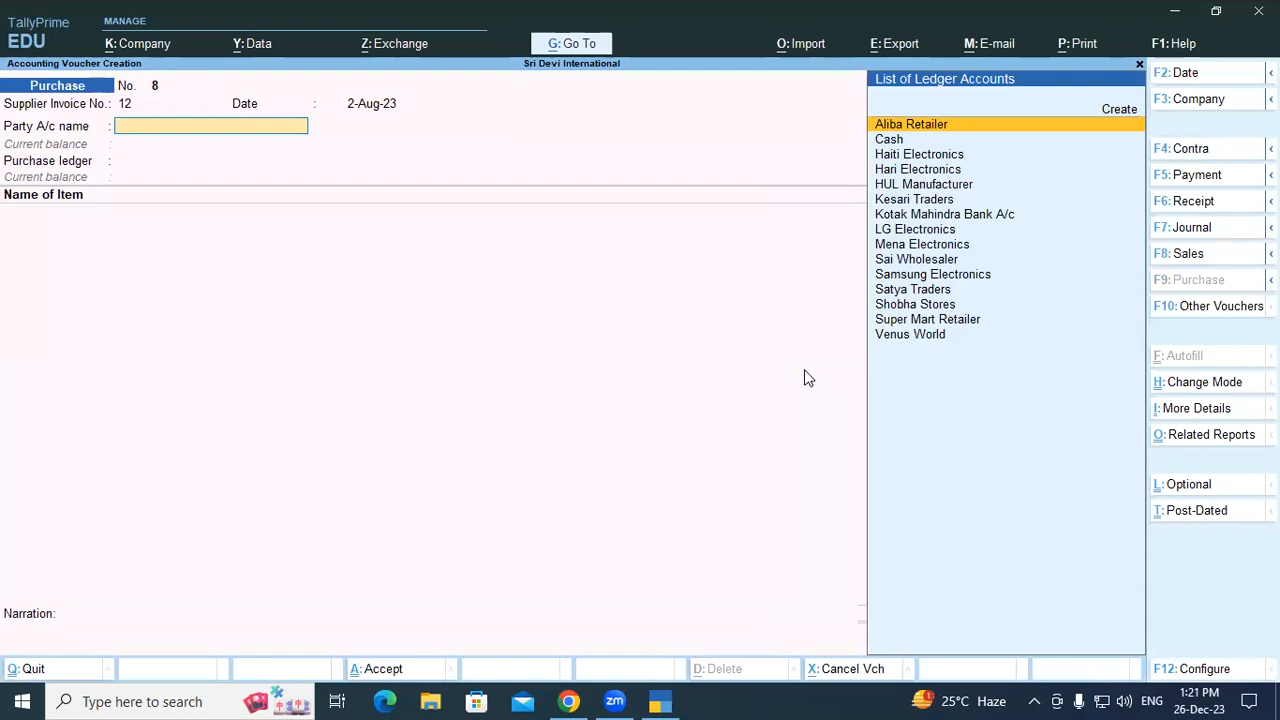 TallyPrime
EDU
MANAGE
K: Company
Y: Data
Z: Exchange
G: Go To
O: Import
E: Export
M: E-mail
P: Print
F1: Help
Accounting Voucher Creation
Sri Devi International
Purchase No. 8
Supplier Invoice No.: 12 Date : 2-Aug-23
Party A/c name :
Current balance :
Purchase ledger :
Current balance :
Name of Item
Narration:
List of Ledger Accounts
Create
Aliba Retailer
Cash
Haiti Electronics
Hari Electronics
HUL Manufacturer
Kesari Traders
Kotak Mahindra Bank A/c
LG Electronics
Mena Electronics
Sai Wholesaler
Samsung Electronics
Satya Traders
Shobha Stores
Super Mart Retailer
Venus World
F2: Date
F3: Company
F4: Contra
F5: Payment
F6: Receipt
F7: Journal
F8: Sales
F9: Purchase
F10: Other Vouchers
F: Autofill
H: Change Mode
I: More Details
O: Related Reports
L: Optional
T: Post-Dated
F12: Configure
Q: Quit
A: Accept
D: Delete
X: Cancel Vch
Type here to search
zm
25°C Haze
ENG
1:21 PM
26-Dec-23